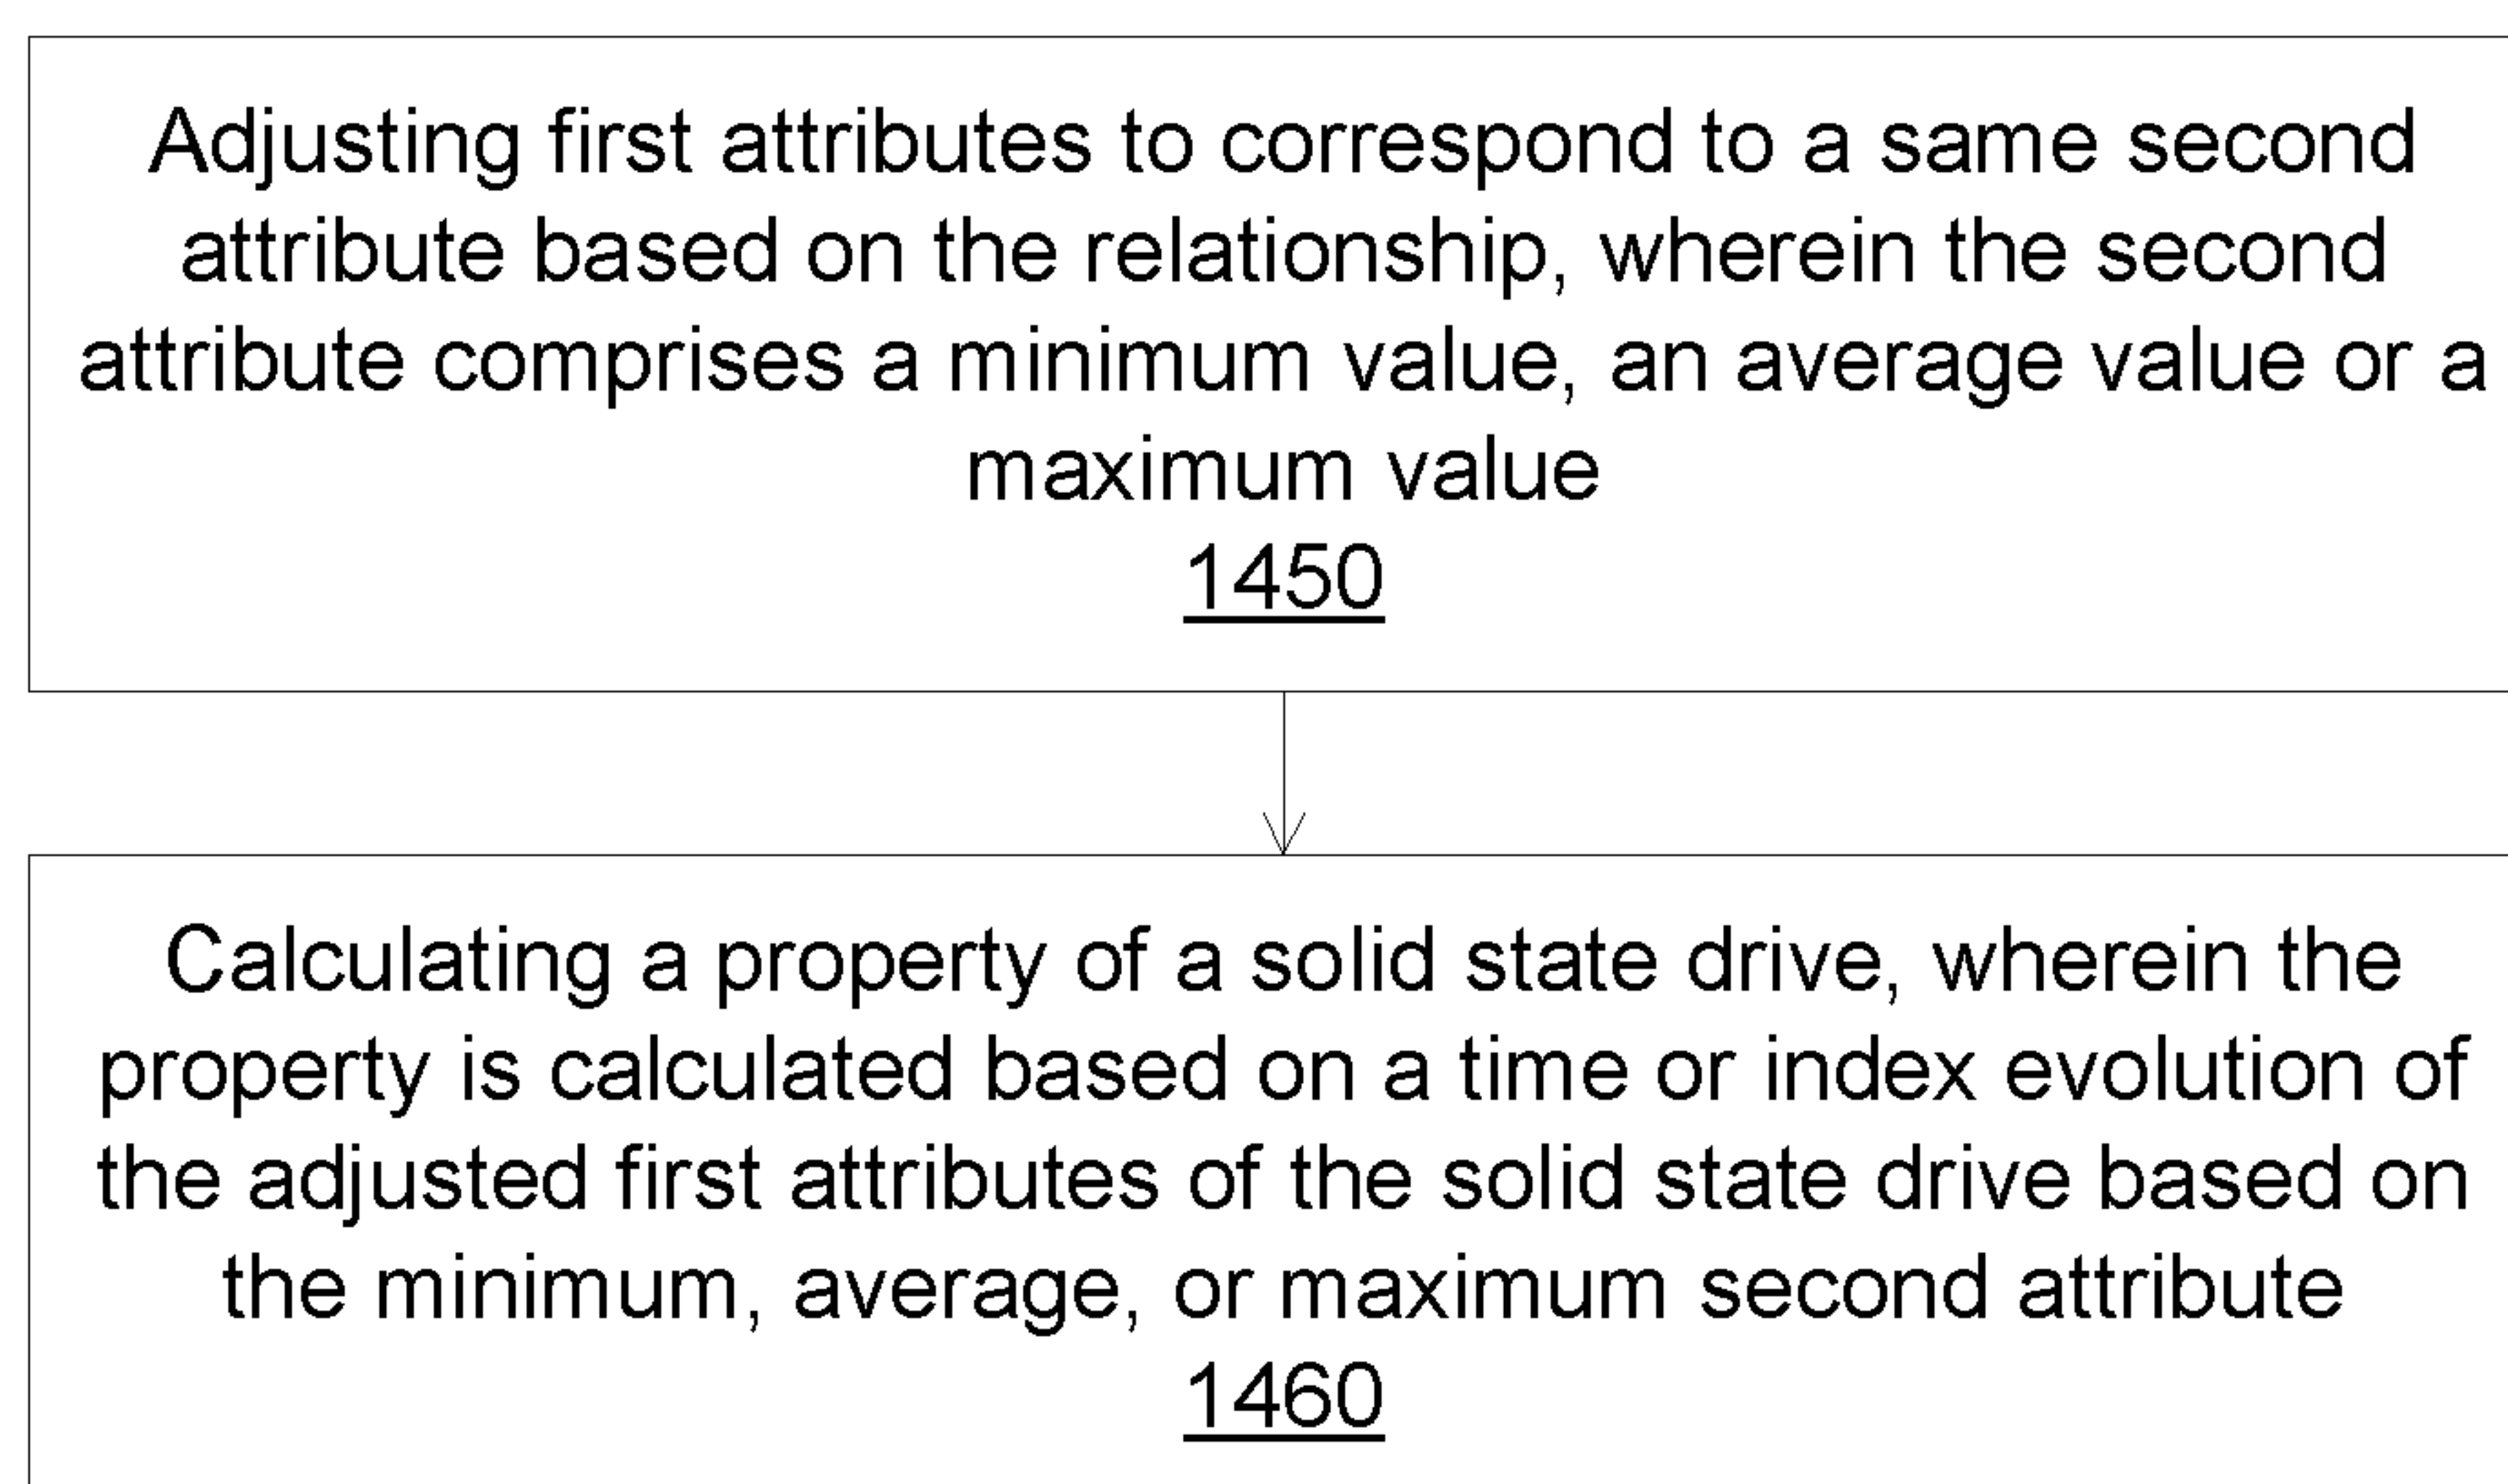 Adjusting first attributes to correspond to a same second
attribute based on the relationship, wherein the second
attribute comprises a minimum value, an average value or a
maximum value
1450
Calculating a property of a solid state drive, wherein the
property is calculated based on a time or index evolution of
the adjusted first attributes of the solid state drive based on
the minimum, average, or maximum second attribute
1460